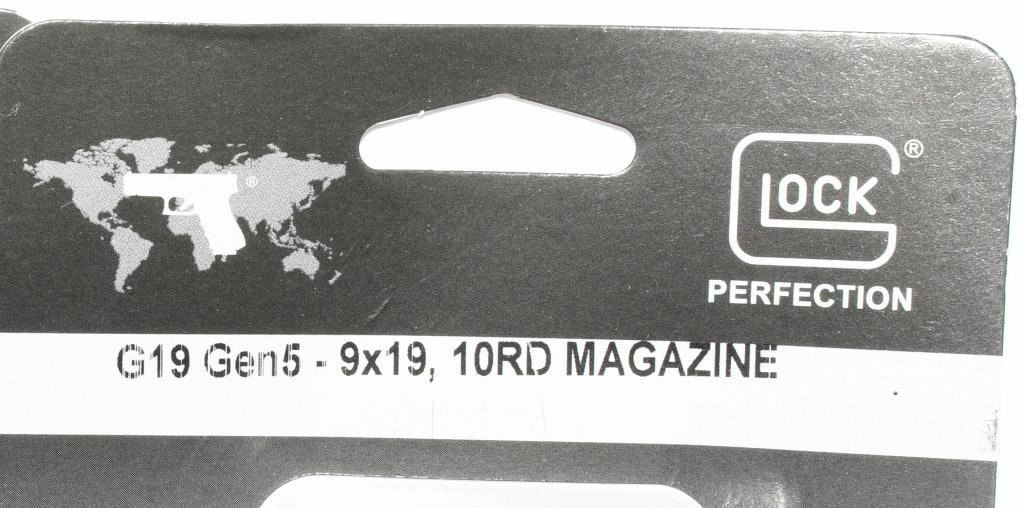 ®
GLOCK ®
PERFECTION
G19 Gen5 - 9x19, 10RD MAGAZINE